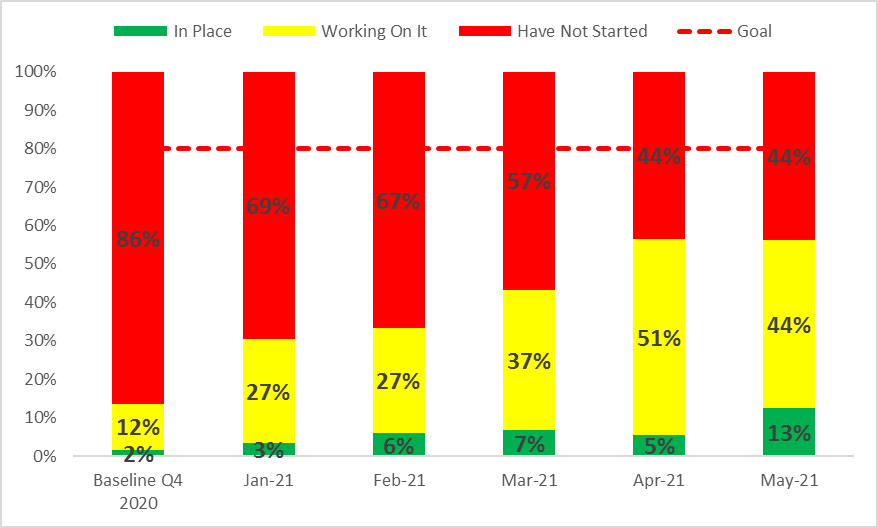 In Place Working On It Have Not Started Goal
100%
90%
80%
70%
60%
50%
40%
30%
20%
10%
0%
86% 69% 67% 57% 44% 44%
12% 27% 27% 37% 51% 44%
2% 3% 6% 7% 5% 13%
Baseline Q4 Jan-21 Feb-21 Mar-21 Apr-21 May-21
2020